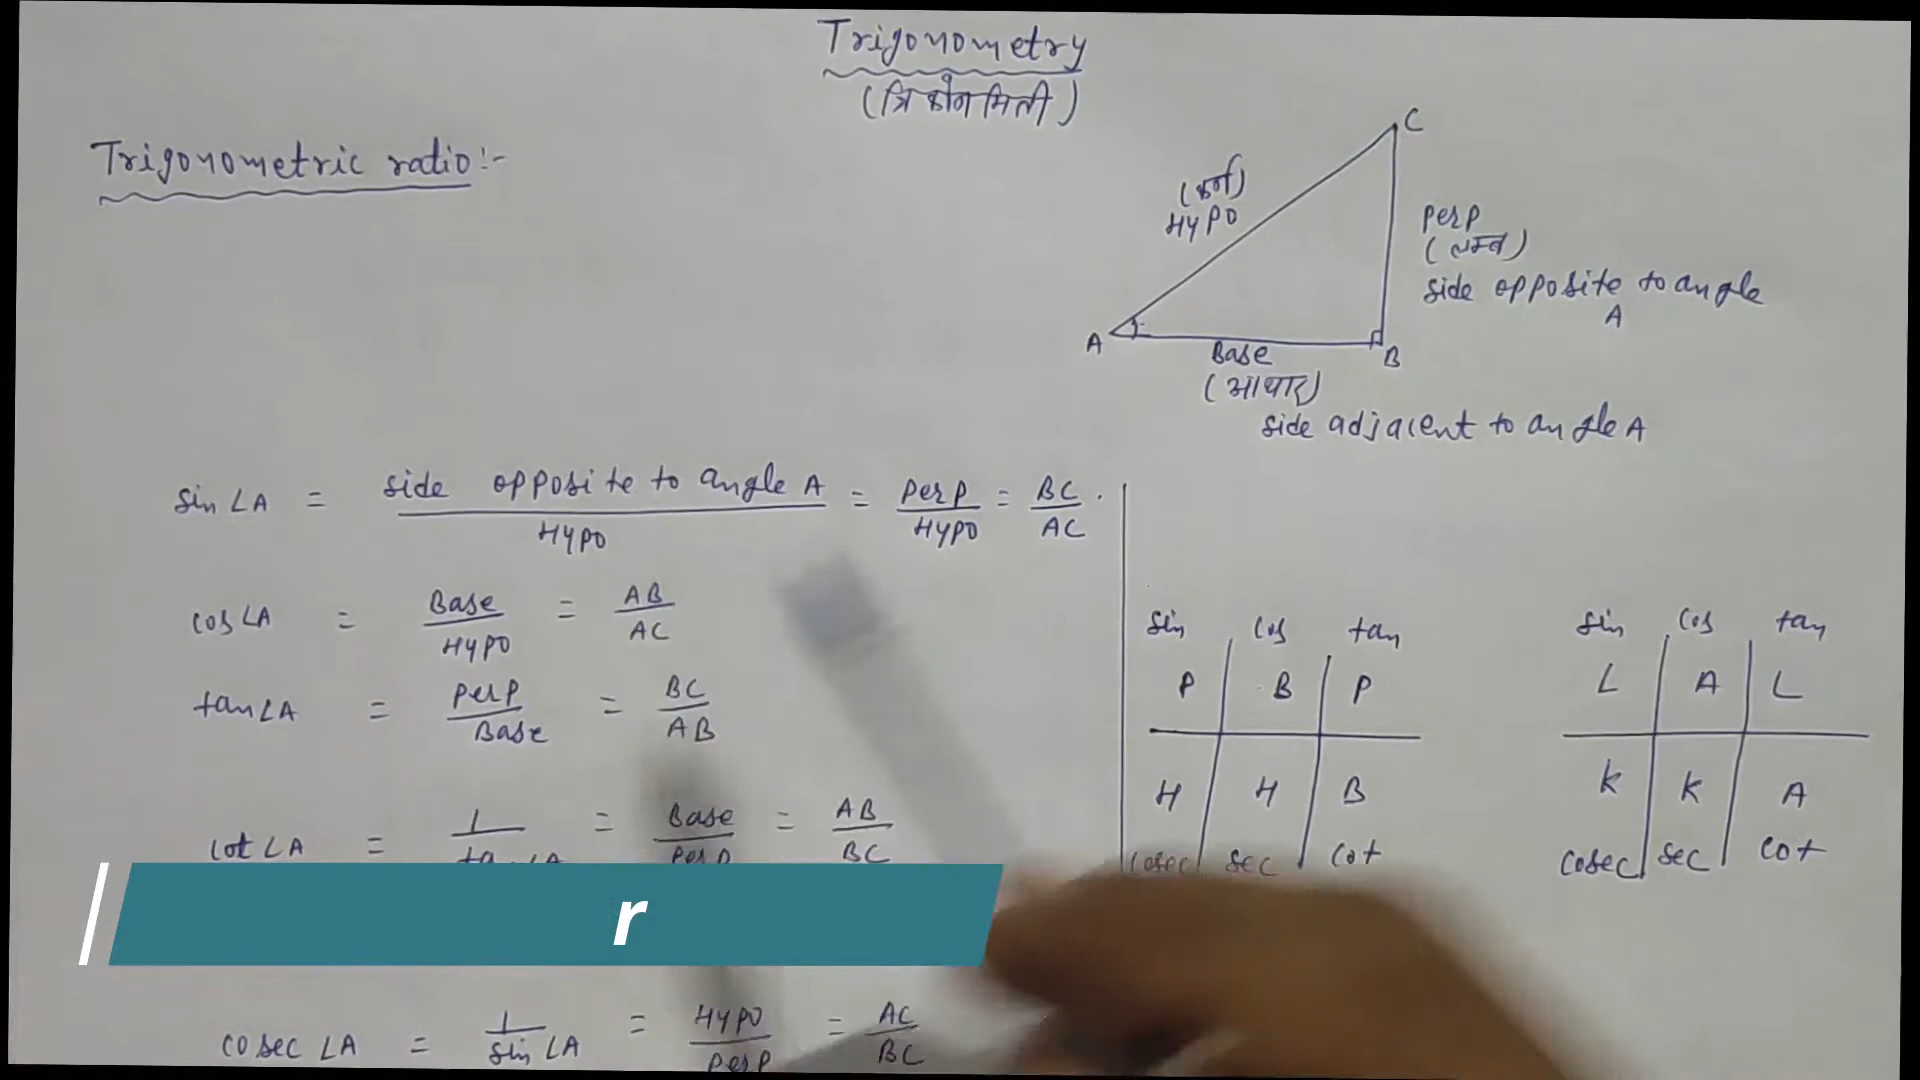 Trigonometry
(त्रिकोणमिती)
Trigonometric ratio:-
C
(कर्ण)
HYPO
Perp
(लम्ब)
side opposite to angle
A
A
B
Base
(आधार)
side adjacent to angle A
sin∠A = side opposite to angle A / HYPO = PerP / HYPO = BC / AC .
cos∠A = Base / HYPO = AB / AC
tan∠A = PerP / Base = BC / AB
cot∠A = 1 / tan∠A = Base / PerP = AB / BC
cosec∠A = 1 / sin∠A = HYPO / PerP = AC / BC
sin cos tan
P B P
H H B
cosec sec cot
sin cos tan
L A L
K K A
cosec sec cot
r